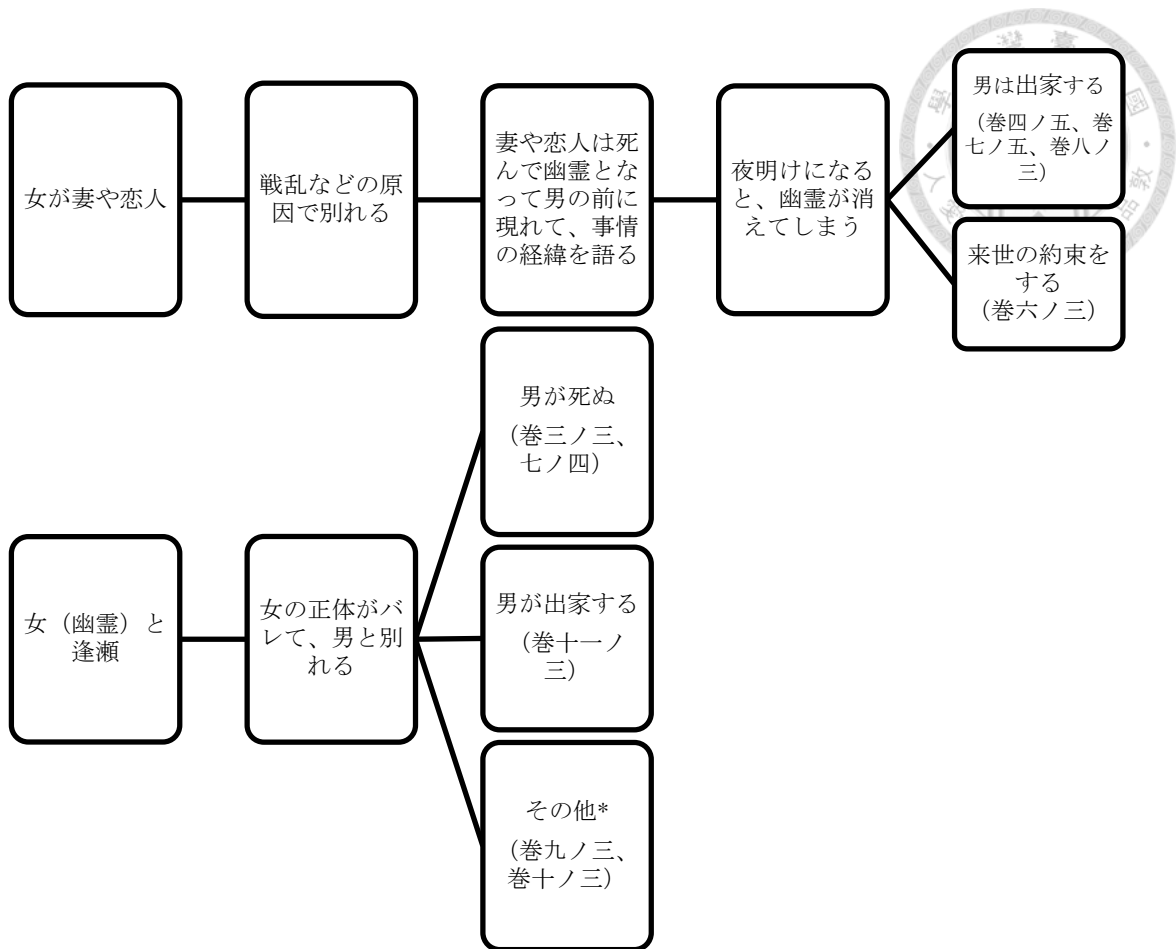 女が妻や恋人
戦乱などの原
因で別れる
妻や恋人は死
んで幽霊とな
って男の前に
現れて、事情
の経緯を語る
夜明けになる
と、幽霊が消
えてしまう
男は出家する
（巻四ノ五、巻
七ノ五、巻八ノ
三）
来世の約束を
する
（巻六ノ三）
女（幽霊）と
逢瀬
女の正体がバ
レて、男と別
れる
男が死ぬ
（巻三ノ三、
七ノ四）
男が出家する
（巻十一ノ
三）
その他*
（巻九ノ三、
巻十ノ三）